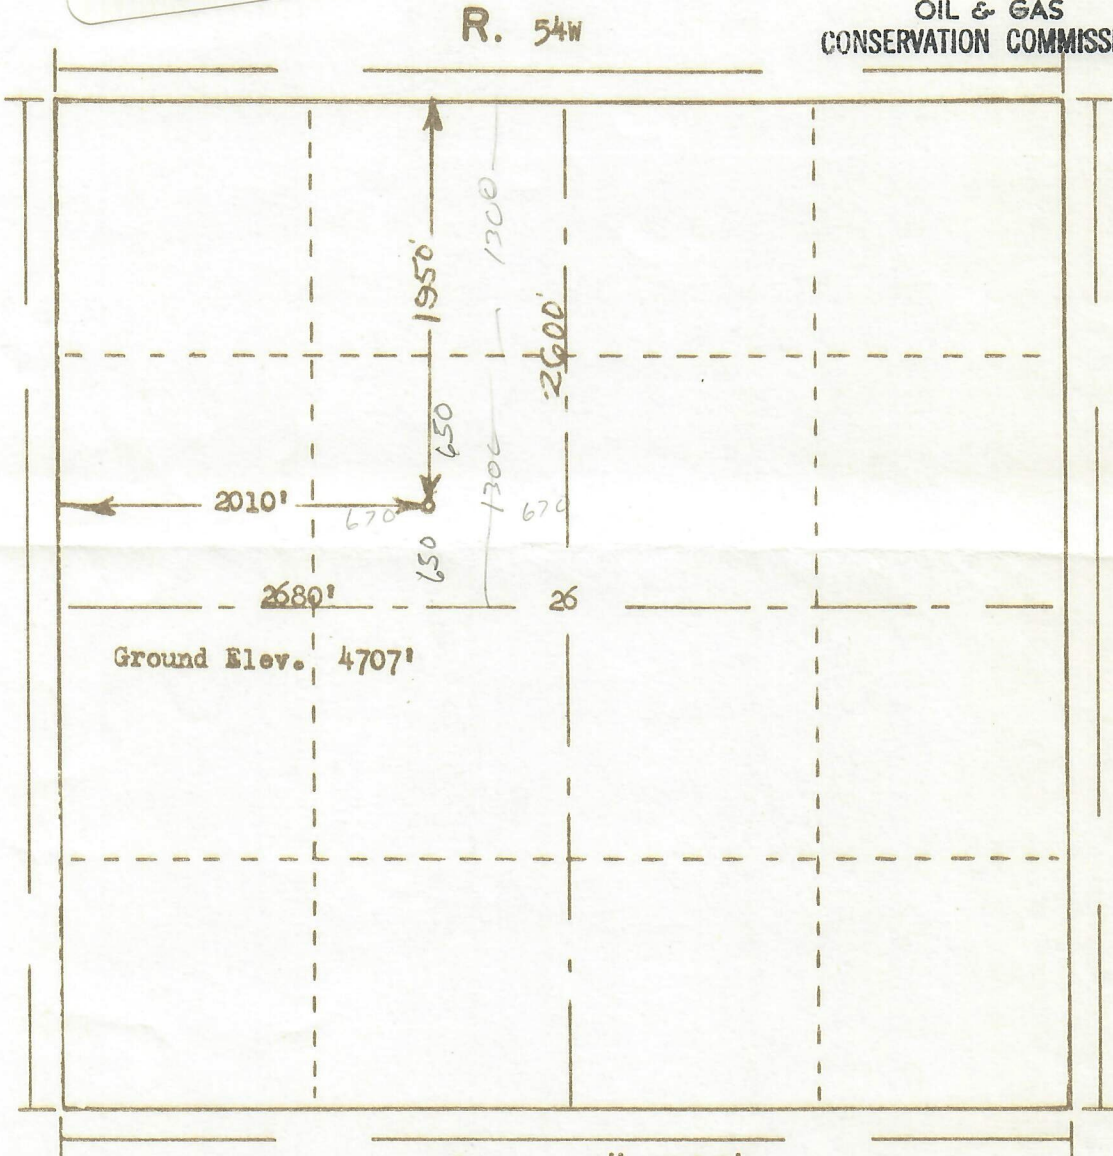 OIL & GAS
R. 54W
CONSERVATION COMMISS
1300
1950'
2600'
650
1300
2010'
670
670
650
2680'
26
Ground Elev. 4707'